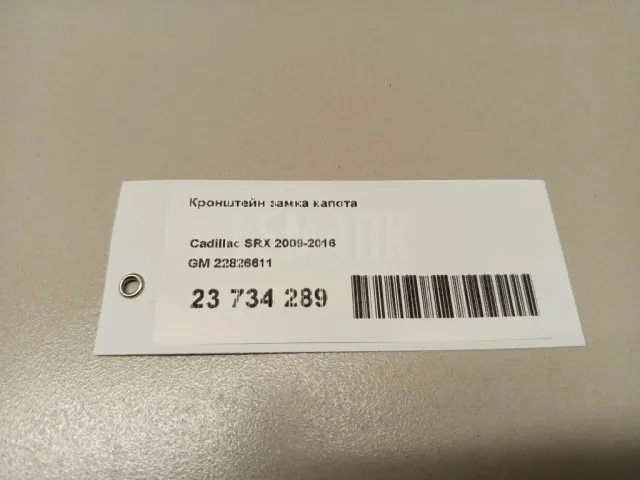 Кронштейн замка капота
Cadillac SRX 2009-2016
GM 22826611
23 734 289